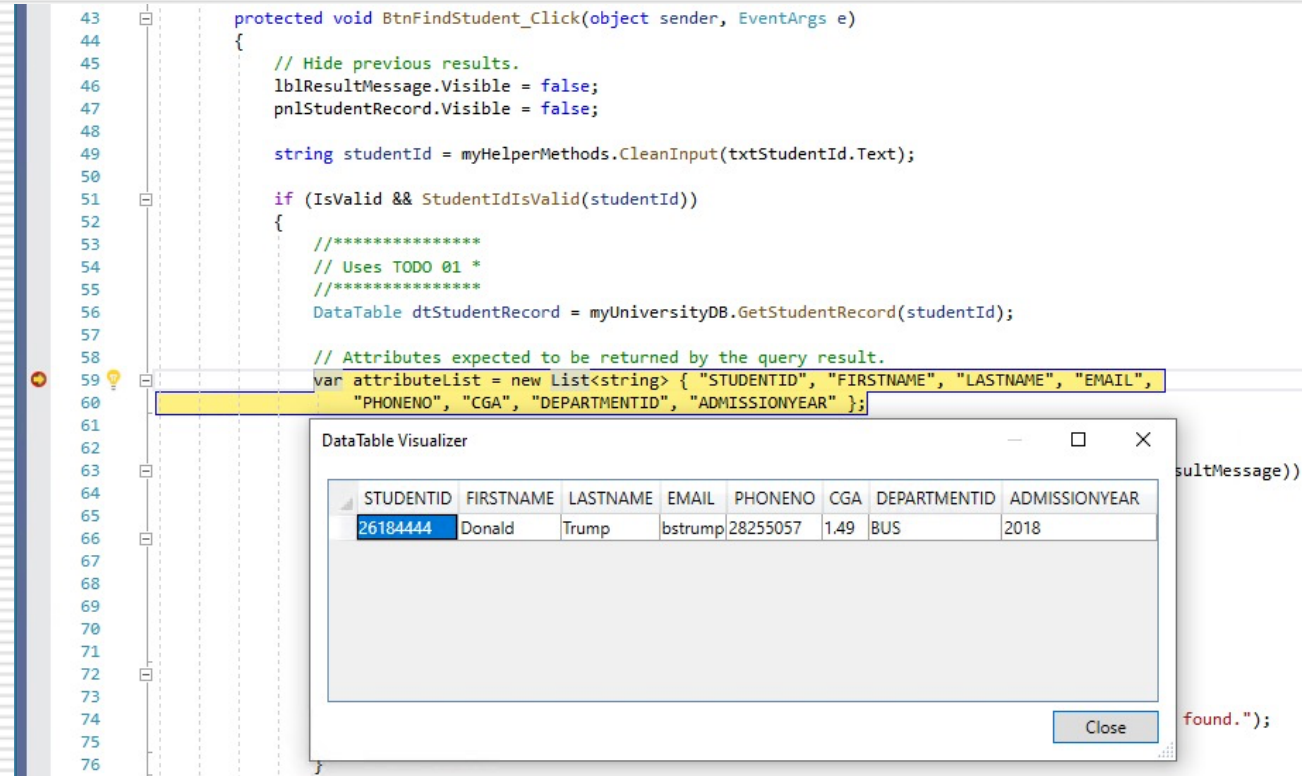 43 protected void BtnFindStudent_Click(object sender, EventArgs e)
44 {
45 // Hide previous results.
46 lblResultMessage.Visible = false;
47 pnlStudentRecord.Visible = false;
48
49 string studentId = myHelperMethods.CleanInput(txtStudentId.Text);
50
51 if (IsValid && StudentIdIsValid(studentId))
52 {
53 //***************
54 // Uses TODO 01 *
55 //***************
56 DataTable dtStudentRecord = myUniversityDB.GetStudentRecord(studentId);
57
58 // Attributes expected to be returned by the query result.
59 var attributeList = new List<string> { "STUDENTID", "FIRSTNAME", "LASTNAME", "EMAIL",
60 "PHONENO", "CGA", "DEPARTMENTID", "ADMISSIONYEAR" };
61
DataTable Visualizer
62
63 sultMessage))
64
STUDENTID FIRSTNAME LASTNAME EMAIL PHONENO CGA DEPARTMENTID ADMISSIONYEAR
65
26184444 Donald Trump bstrump 28255057 1.49 BUS 2018
66
67
68
69
70
71
72
73
74 found.");
Close
75
76 }